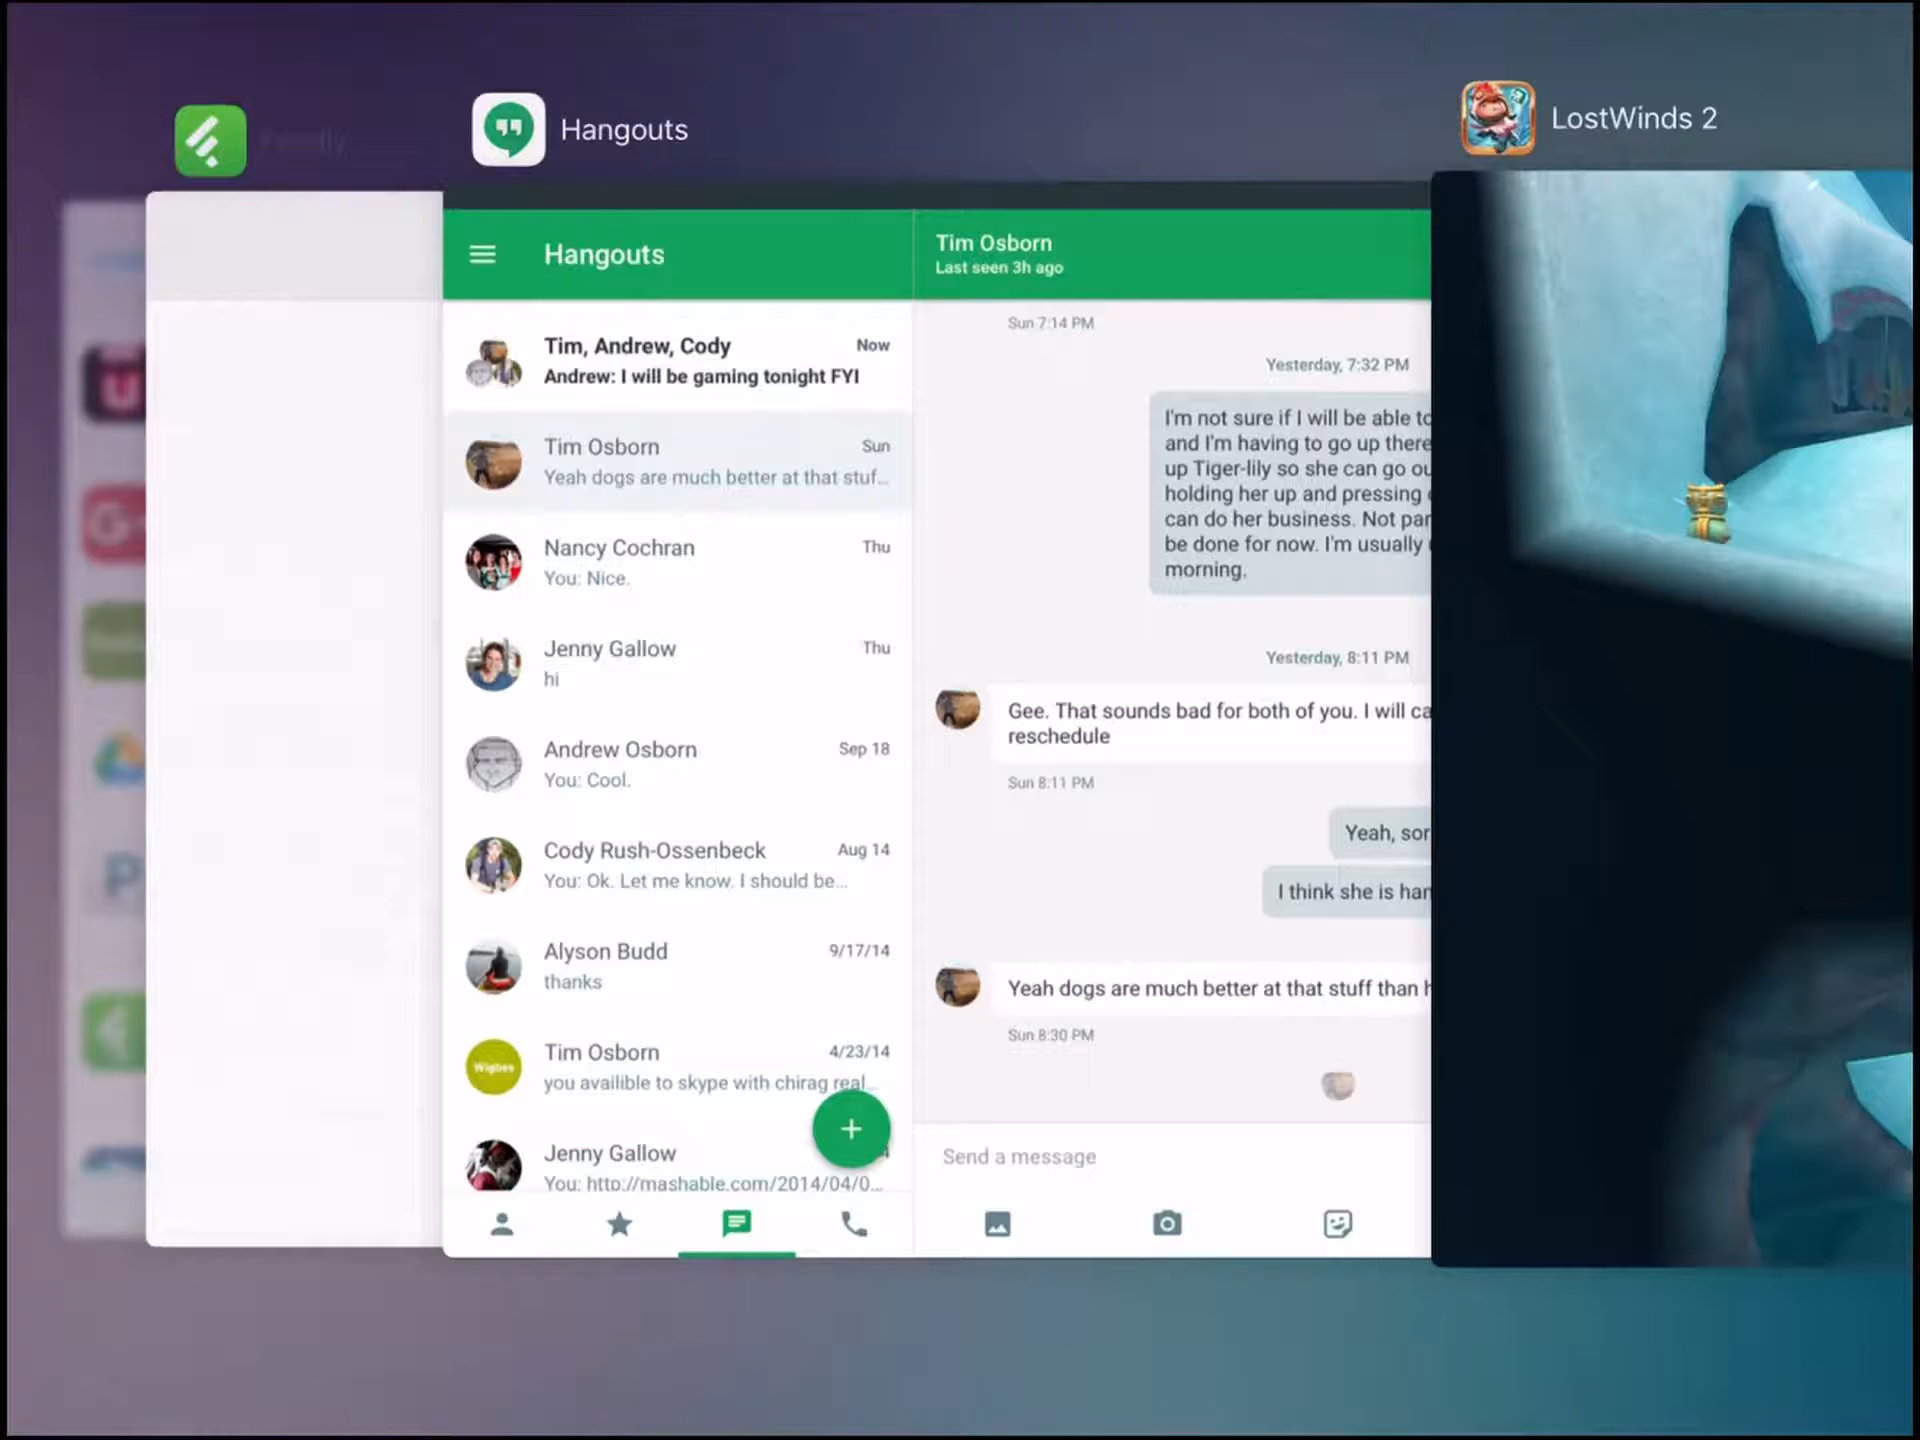 Feedly
Hangouts
LostWinds 2
Hangouts
Tim Osborn
Last seen 3h ago
Tim, Andrew, Cody
Now
Andrew: I will be gaming tonight FYI
Tim Osborn
Sun
Yeah dogs are much better at that stuf...
Nancy Cochran
Thu
You: Nice.
Jenny Gallow
Thu
hi
Andrew Osborn
Sep 18
You: Cool.
Cody Rush-Ossenbeck
Aug 14
You: Ok. Let me know. I should be...
Alyson Budd
9/17/14
thanks
Wigbee
Tim Osborn
4/23/14
you availible to skype with chirag real...
Jenny Gallow
4
You: http://mashable.com/2014/04/0...
Sun 7:14 PM
Yesterday, 7:32 PM
I'm not sure if I will be able to
and I'm having to go up there
up Tiger-lily so she can go ou
holding her up and pressing
can do her business. Not par
be done for now. I'm usually
morning.
Yesterday, 8:11 PM
Gee. That sounds bad for both of you. I will ca
reschedule
Sun 8:11 PM
Yeah, sor
I think she is han
Yeah dogs are much better at that stuff than h
Sun 8:30 PM
Send a message